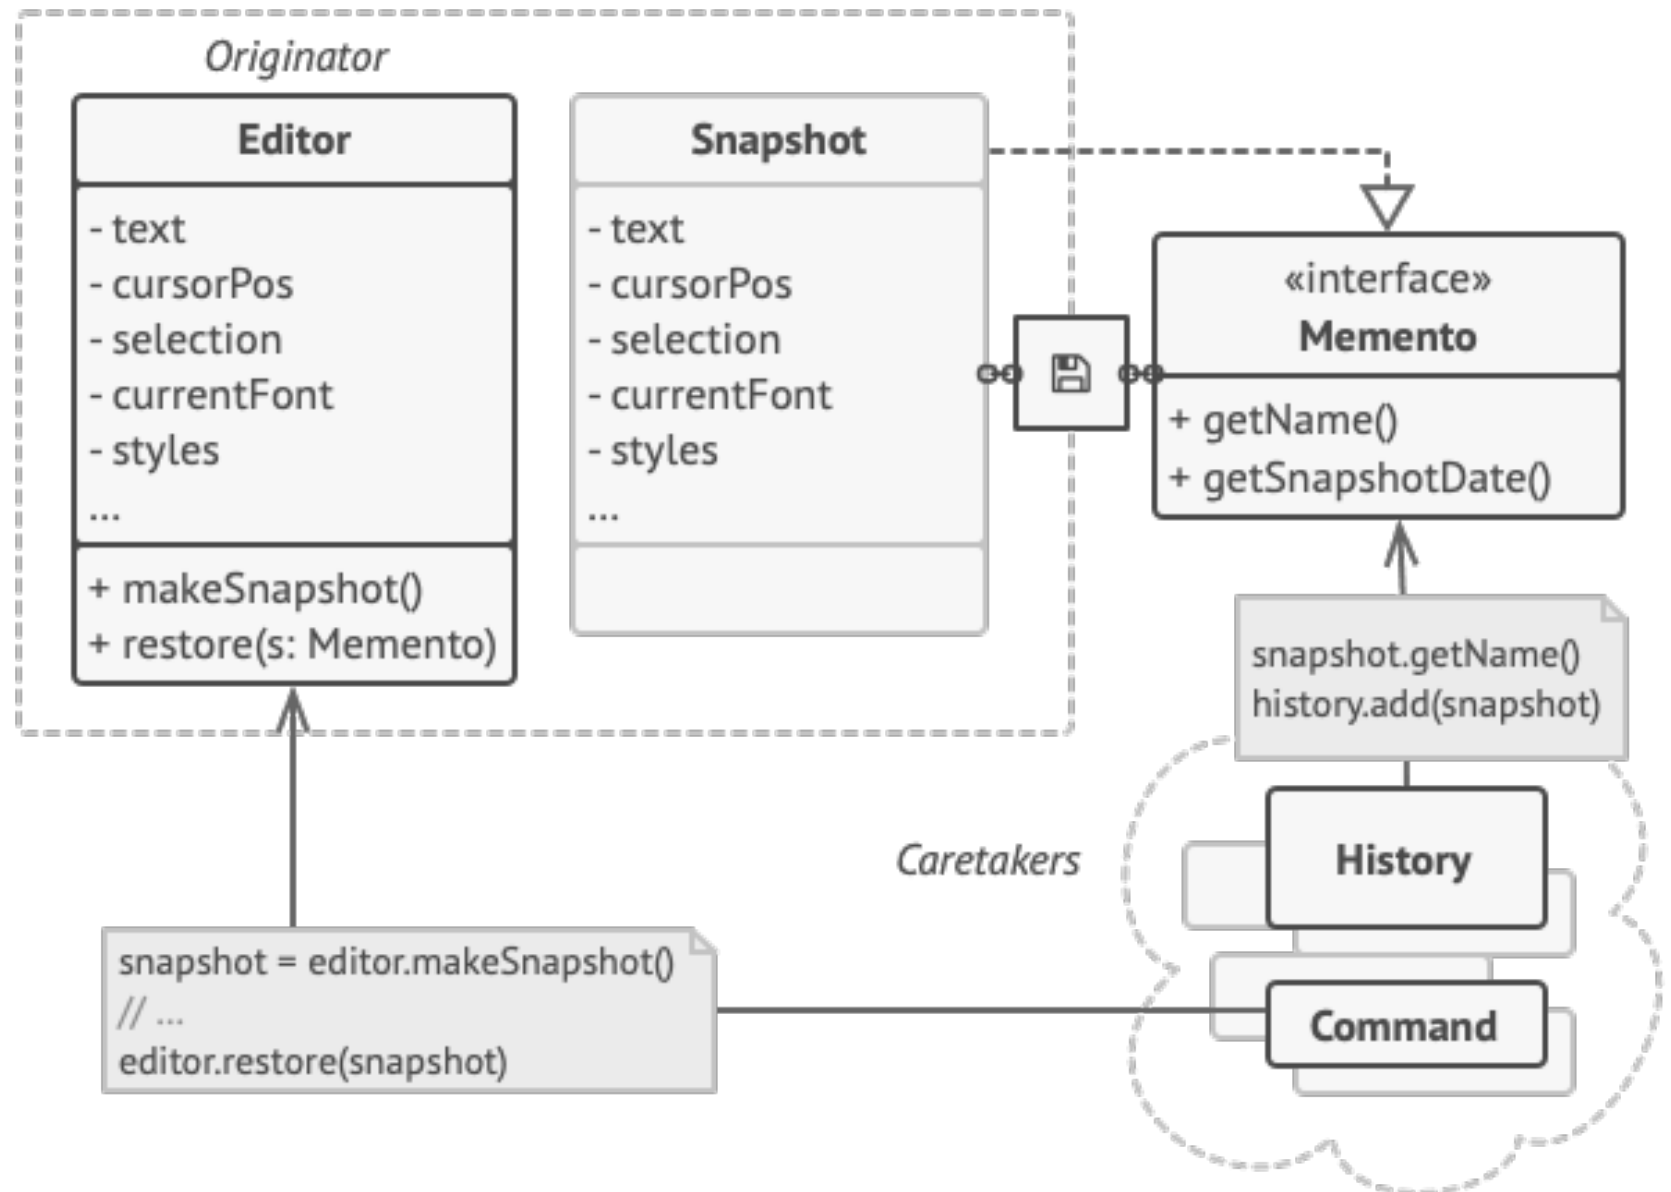 Originator
Editor
- text
- cursorPos
- selection
- currentFont
- styles
...
+ makeSnapshot()
+ restore(s: Memento)
Snapshot
- text
- cursorPos
- selection
- currentFont
- styles
...
«interface»
Memento
+ getName()
+ getSnapshotDate()
snapshot.getName()
history.add(snapshot)
Caretakers
History
Command
snapshot = editor.makeSnapshot()
// ...
editor.restore(snapshot)